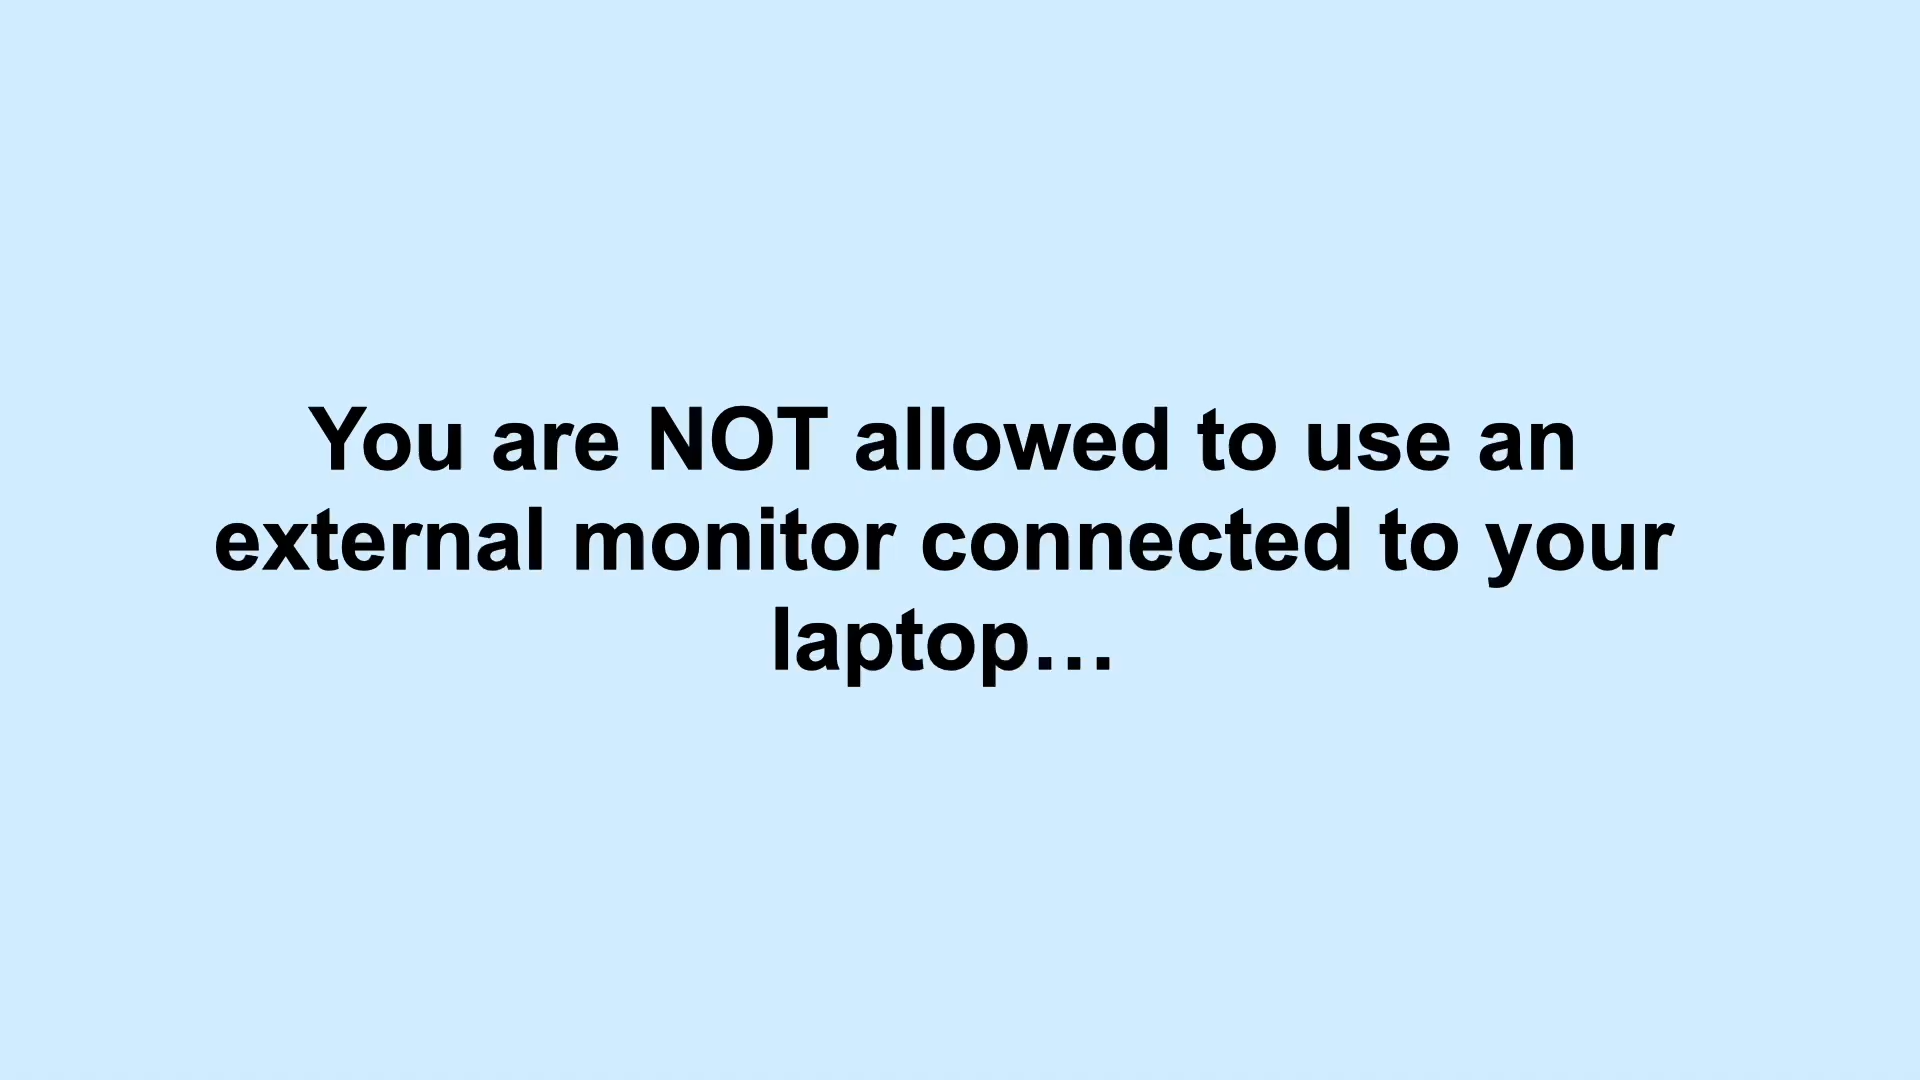 You are NOT allowed to use an
external monitor connected to your
laptop…